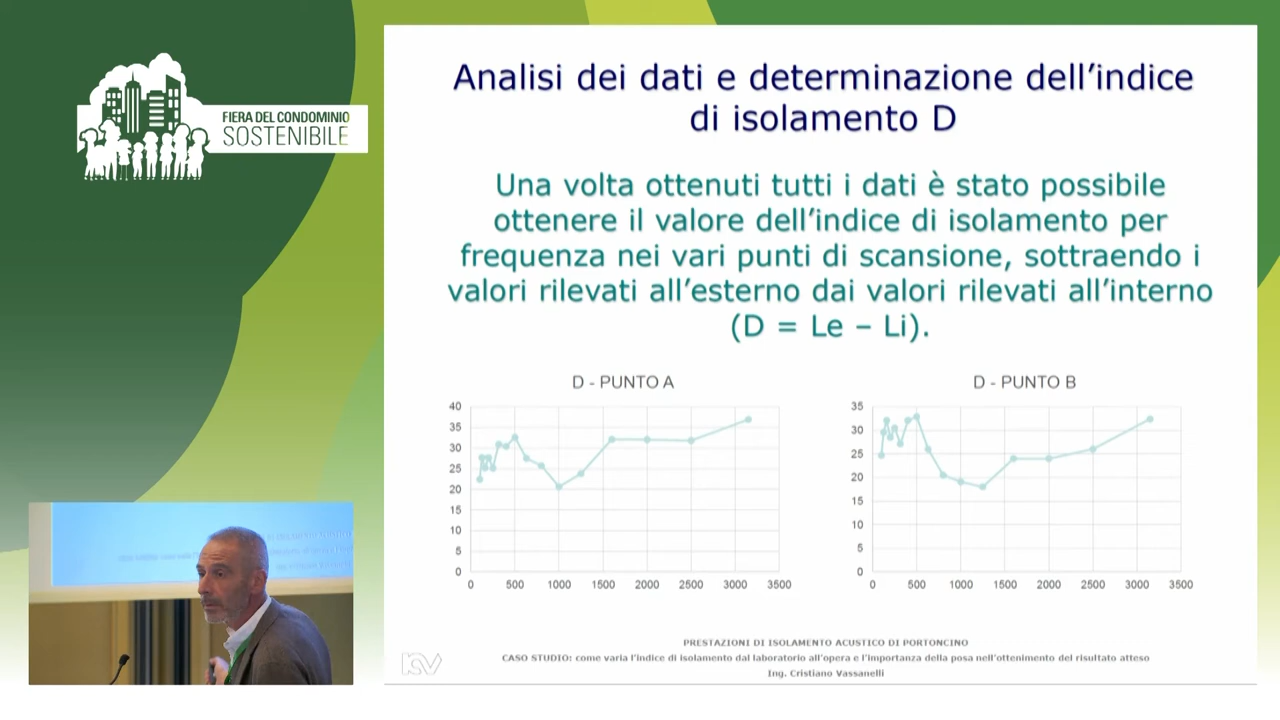 FIERA DEL CONDOMINIO
SOSTENIBILE
Analisi dei dati e determinazione dell’indice
di isolamento D
Una volta ottenuti tutti i dati è stato possibile
ottenere il valore dell’indice di isolamento per
frequenza nei vari punti di scansione, sottraendo i
valori rilevati all’esterno dai valori rilevati all’interno
(D = Le – Li).
D - PUNTO A
40
35
30
25
20
15
10
5
0
0 500 1000 1500 2000 2500 3000 3500
D - PUNTO B
35
30
25
20
15
10
5
0
0 500 1000 1500 2000 2500 3000 3500
PRESTAZIONI DI ISOLAMENTO ACUSTICO DI PORTONCINO
CASO STUDIO: come varia l’indice di isolamento dal laboratorio all’opera e l’importanza della posa nell’ottenimento del risultato atteso
Ing. Cristiano Vassanelli